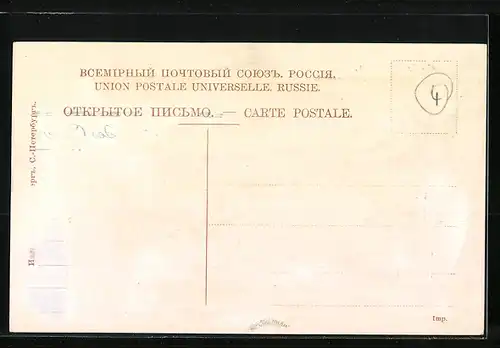 ВСЕМІРНЫЙ ПОЧТОВЫЙ СОЮЗЪ. РОССІЯ.
UNION POSTALE UNIVERSELLE. RUSSIE.
ОТКРЫТОЕ ПИСЬМО. — CARTE POSTALE.
4
С.-Петербургъ.
Imp.